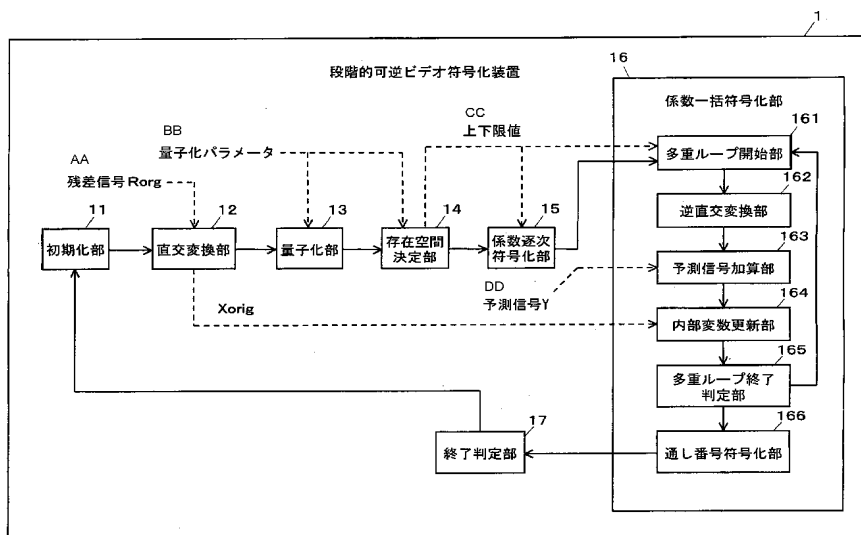 1
段階的可逆ビデオ符号化装置
16
係数一括符号化部
CC
上下限値
161
多重ループ開始部
BB
量子化パラメータ
AA
残差信号Rorg
162
逆直交変換部
11
初期化部
12
直交変換部
13
量子化部
14
存在空間
決定部
15
係数逐次
符号化部
163
予測信号加算部
DD
予測信号Y
164
内部変数更新部
Xorig
165
多重ループ終了
判定部
166
通し番号符号化部
17
終了判定部